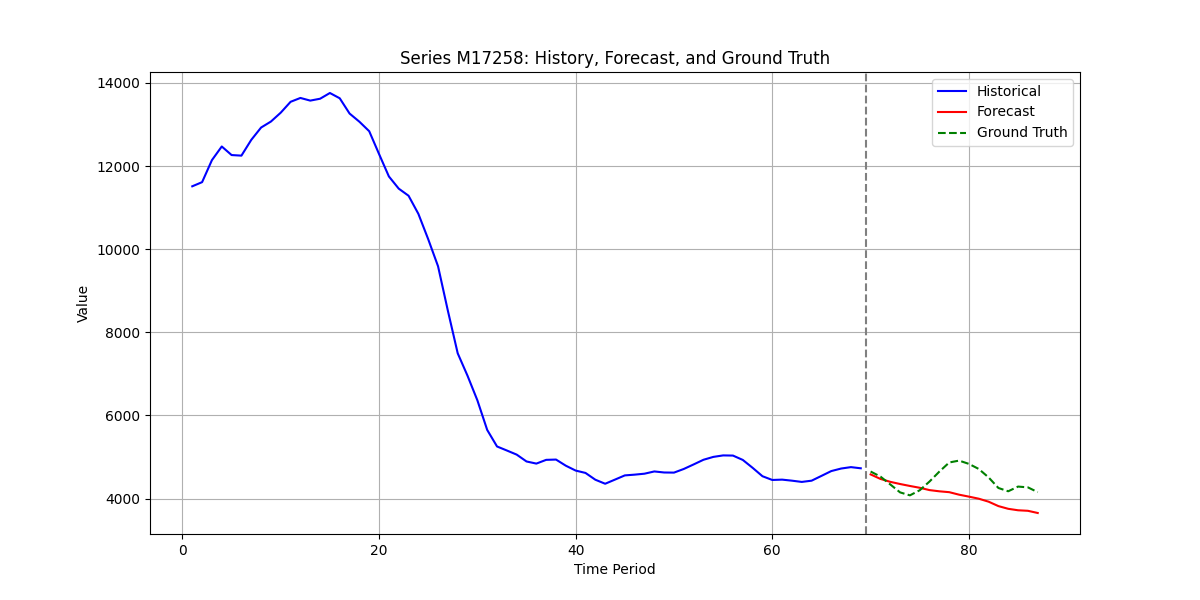 Series M17258: History, Forecast, and Ground Truth
14000
12000
10000
8000
6000
4000
Value
0
20
40
60
80
Time Period
Historical
Forecast
Ground Truth